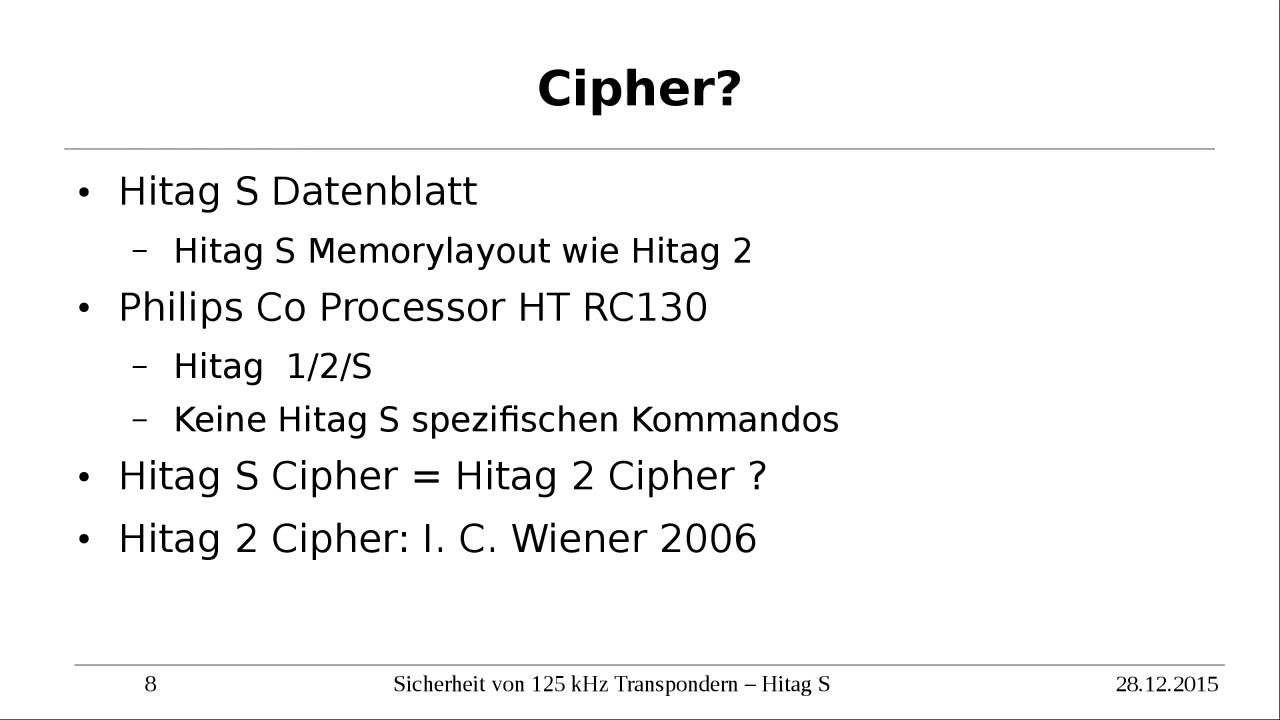 Cipher?
• Hitag S Datenblatt
– Hitag S Memorylayout wie Hitag 2
• Philips Co Processor HT RC130
– Hitag  1/2/S
– Keine Hitag S spezifischen Kommandos
• Hitag S Cipher = Hitag 2 Cipher ?
• Hitag 2 Cipher: I. C. Wiener 2006
8 Sicherheit von 125 kHz Transpondern – Hitag S 28.12.2015